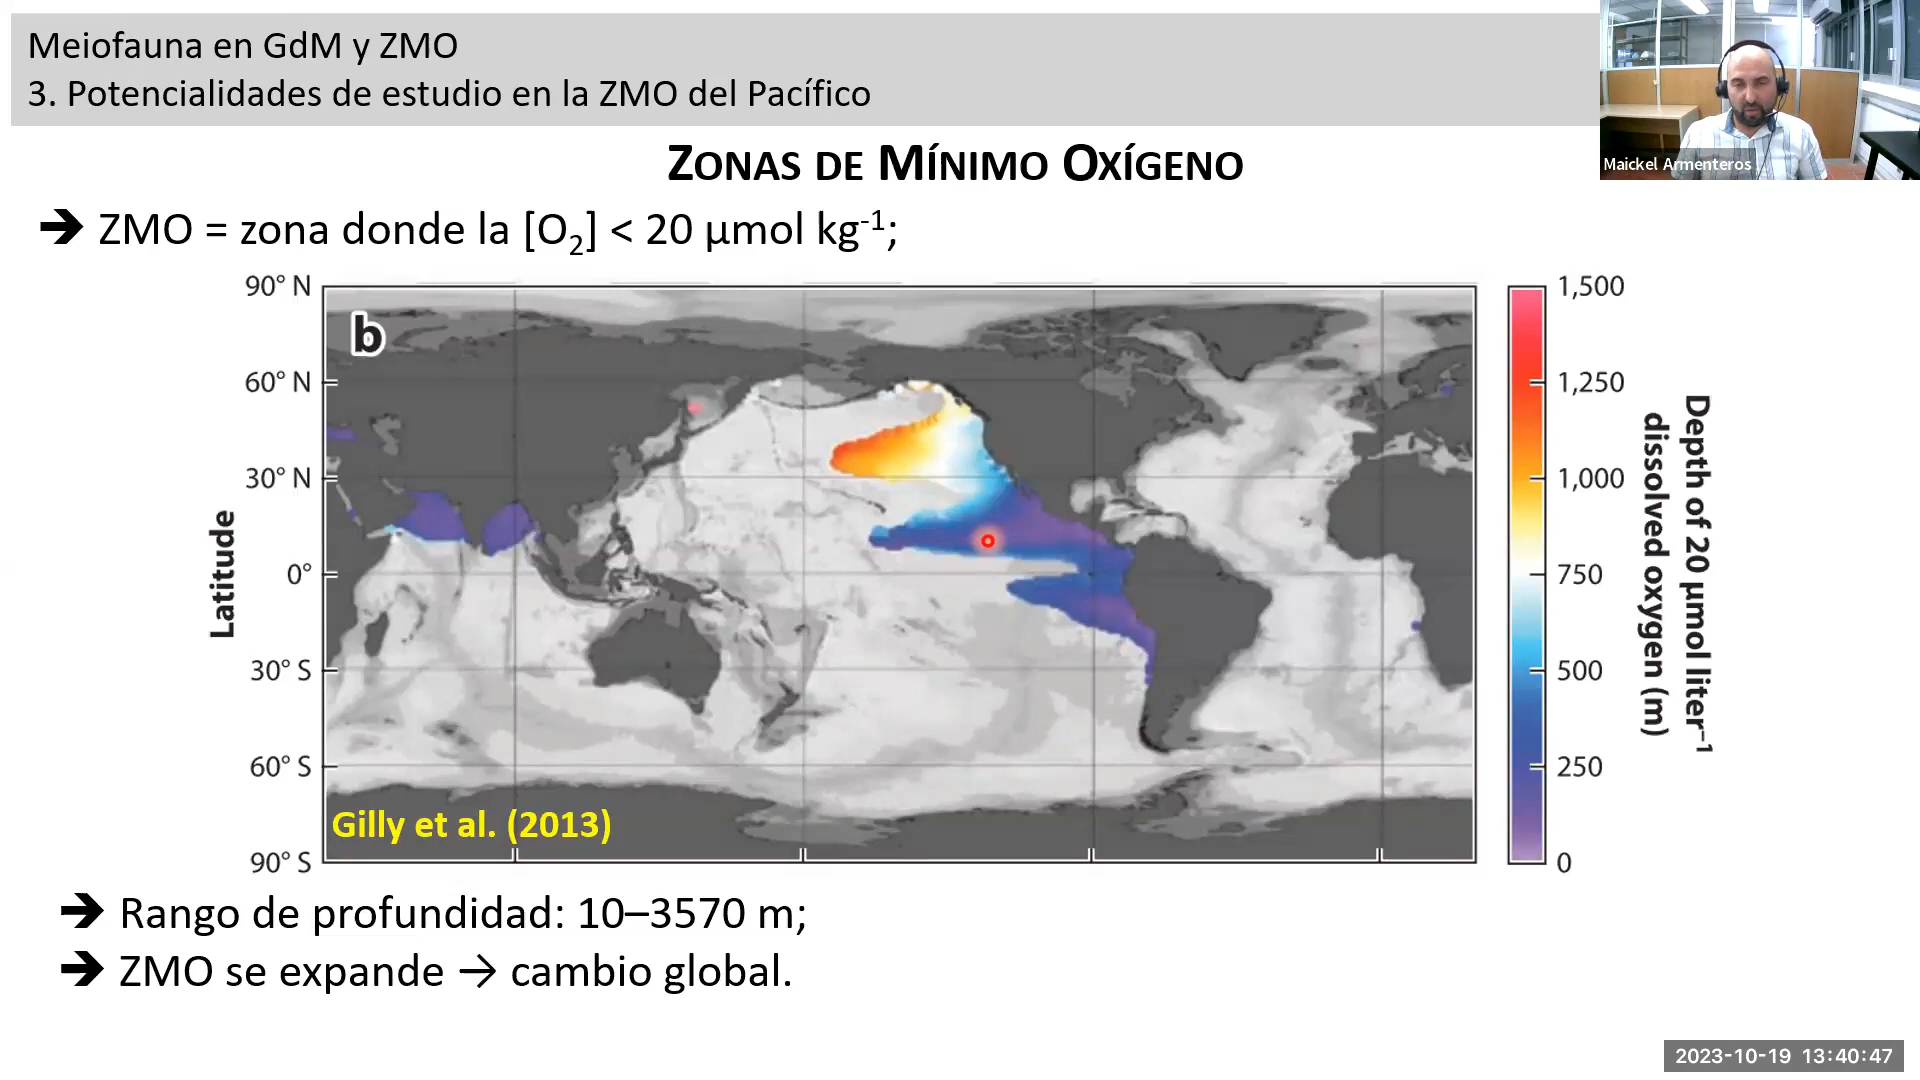 Meiofauna en GdM y ZMO
3. Potencialidades de estudio en la ZMO del Pacífico
Maickel Armenteros
ZONAS DE MÍNIMO OXÍGENO
➔ ZMO = zona donde la [O₂] < 20 µmol kg⁻¹;
90° N
60° N
30° N
0°
30° S
60° S
90° S
Latitude
b
Gilly et al. (2013)
1,500
1,250
1,000
750
500
250
0
Depth of 20 µmol liter⁻¹
dissolved oxygen (m)
➔ Rango de profundidad: 10–3570 m;
➔ ZMO se expande → cambio global.
2023-10-19 13:40:47